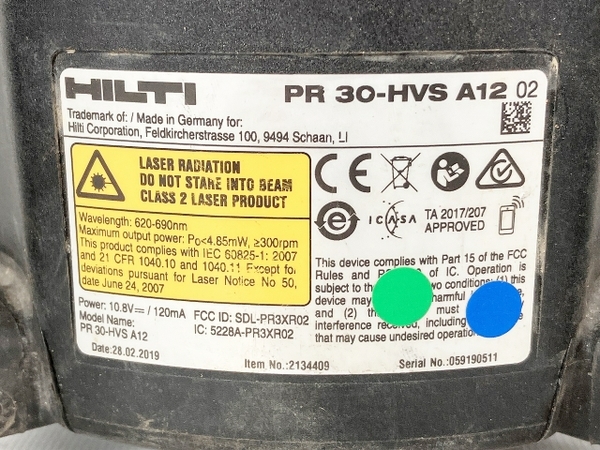 HILTI
PR 30-HVS A12 02
Trademark of: / Made in Germany for:
Hilti Corporation, Feldkircherstrasse 100, 9494 Schaan, LI
LASER RADIATION
DO NOT STARE INTO BEAM
CLASS 2 LASER PRODUCT
Wavelength: 620-690nm
Maximum output power: Po<4.85mW, ≥300rpm
This product complies with IEC 60825-1: 2007
and 21 CFR 1040.10 and 1040.11 Except for
deviations pursuant for Laser Notice No 50,
date June 24, 2007
Power: 10.8V⎓/ 120mA
Model Name:
PR 30-HVS A12
Date:28.02.2019
FCC ID: SDL-PR3XR02
IC: 5228A-PR3XR02
Item No.:2134409
CE
e
ICASA
TA 2017/207
APPROVED
This device complies with Part 15 of the FCC
Rules and of IC. Operation is
subject to the two conditions: (1) this
device may harmful
and (2) must
interference received, including
that may cause undesired operation.
Serial No.:059190511